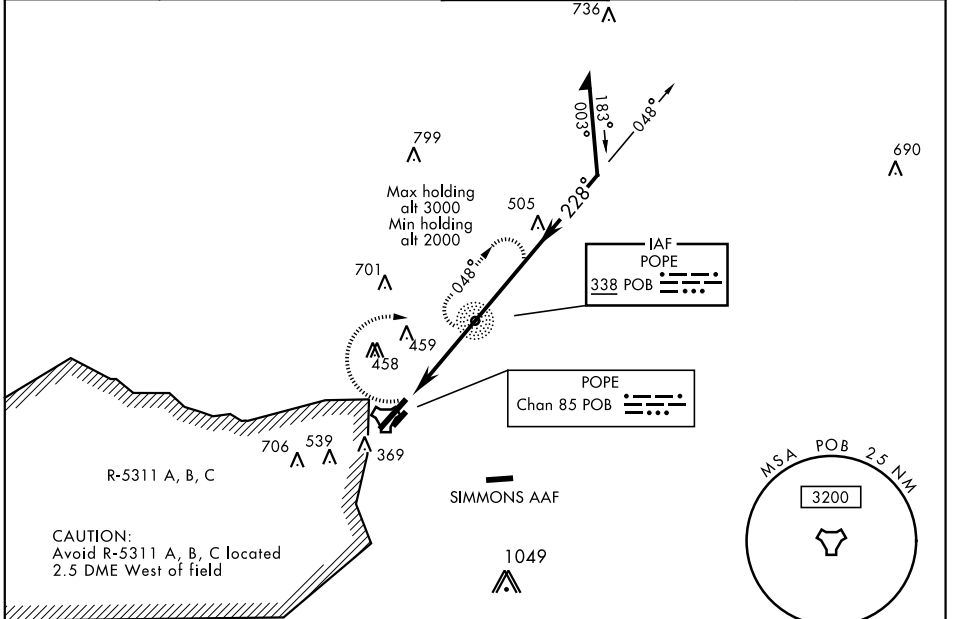 736
183°
003°
048°
799
690
Max holding
alt 3000
Min holding
alt 2000
505
228°
048°
IAF
POPE
338 POB
701
459
458
POPE
Chan 85 POB
706
539
369
R-5311 A, B, C
SIMMONS AAF
MSA POB 25 NM
3200
CAUTION:
Avoid R-5311 A, B, C located
2.5 DME West of field
1049